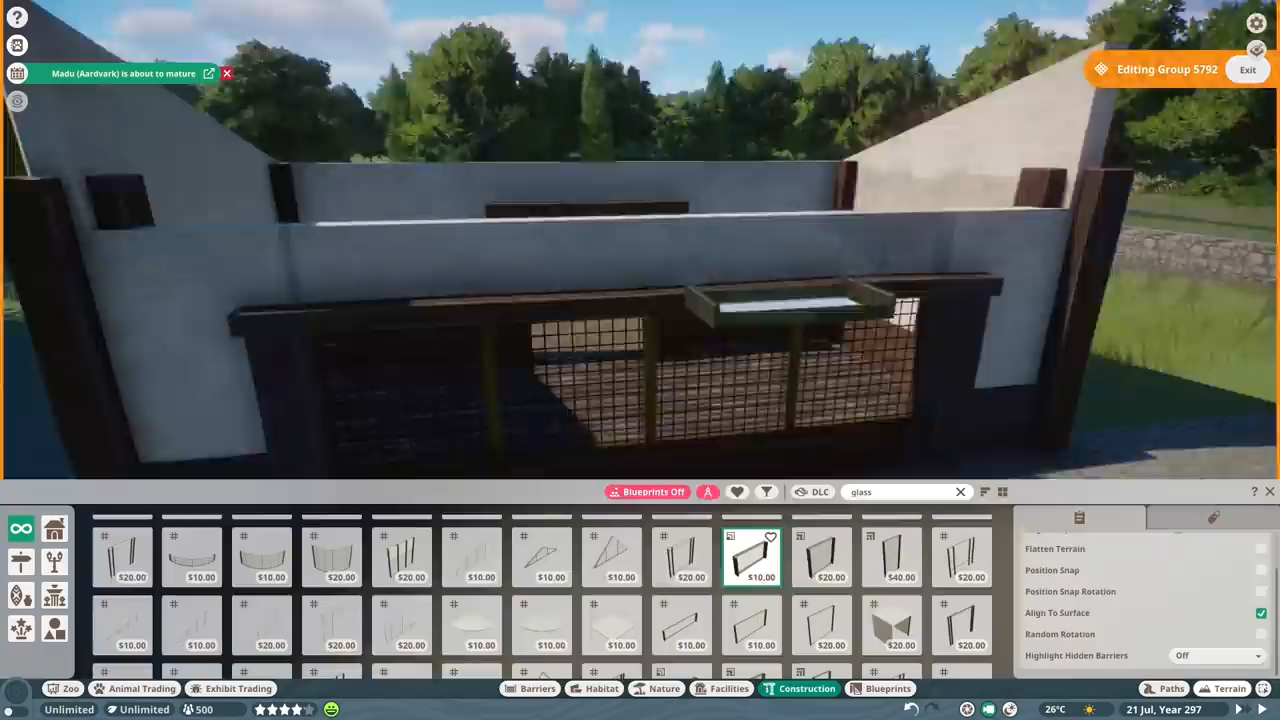 ?
Madu (Aardvark) is about to mature
Editing Group 5792
Exit
Blueprints Off
DLC
glass
?
$20.00 $10.00 $10.00 $20.00 $20.00 $10.00 $10.00 $10.00 $20.00 $10.00 $20.00 $40.00 $20.00
$10.00 $10.00 $20.00 $20.00 $20.00 $10.00 $10.00 $10.00 $10.00 $10.00 $20.00 $20.00 $20.00
Flatten Terrain
Position Snap
Position Snap Rotation
Align To Surface
Random Rotation
Highlight Hidden Barriers Off
Zoo Animal Trading Exhibit Trading Barriers Habitat Nature Facilities Construction Blueprints Paths Terrain
Unlimited Unlimited 500 26°C 21 Jul, Year 297